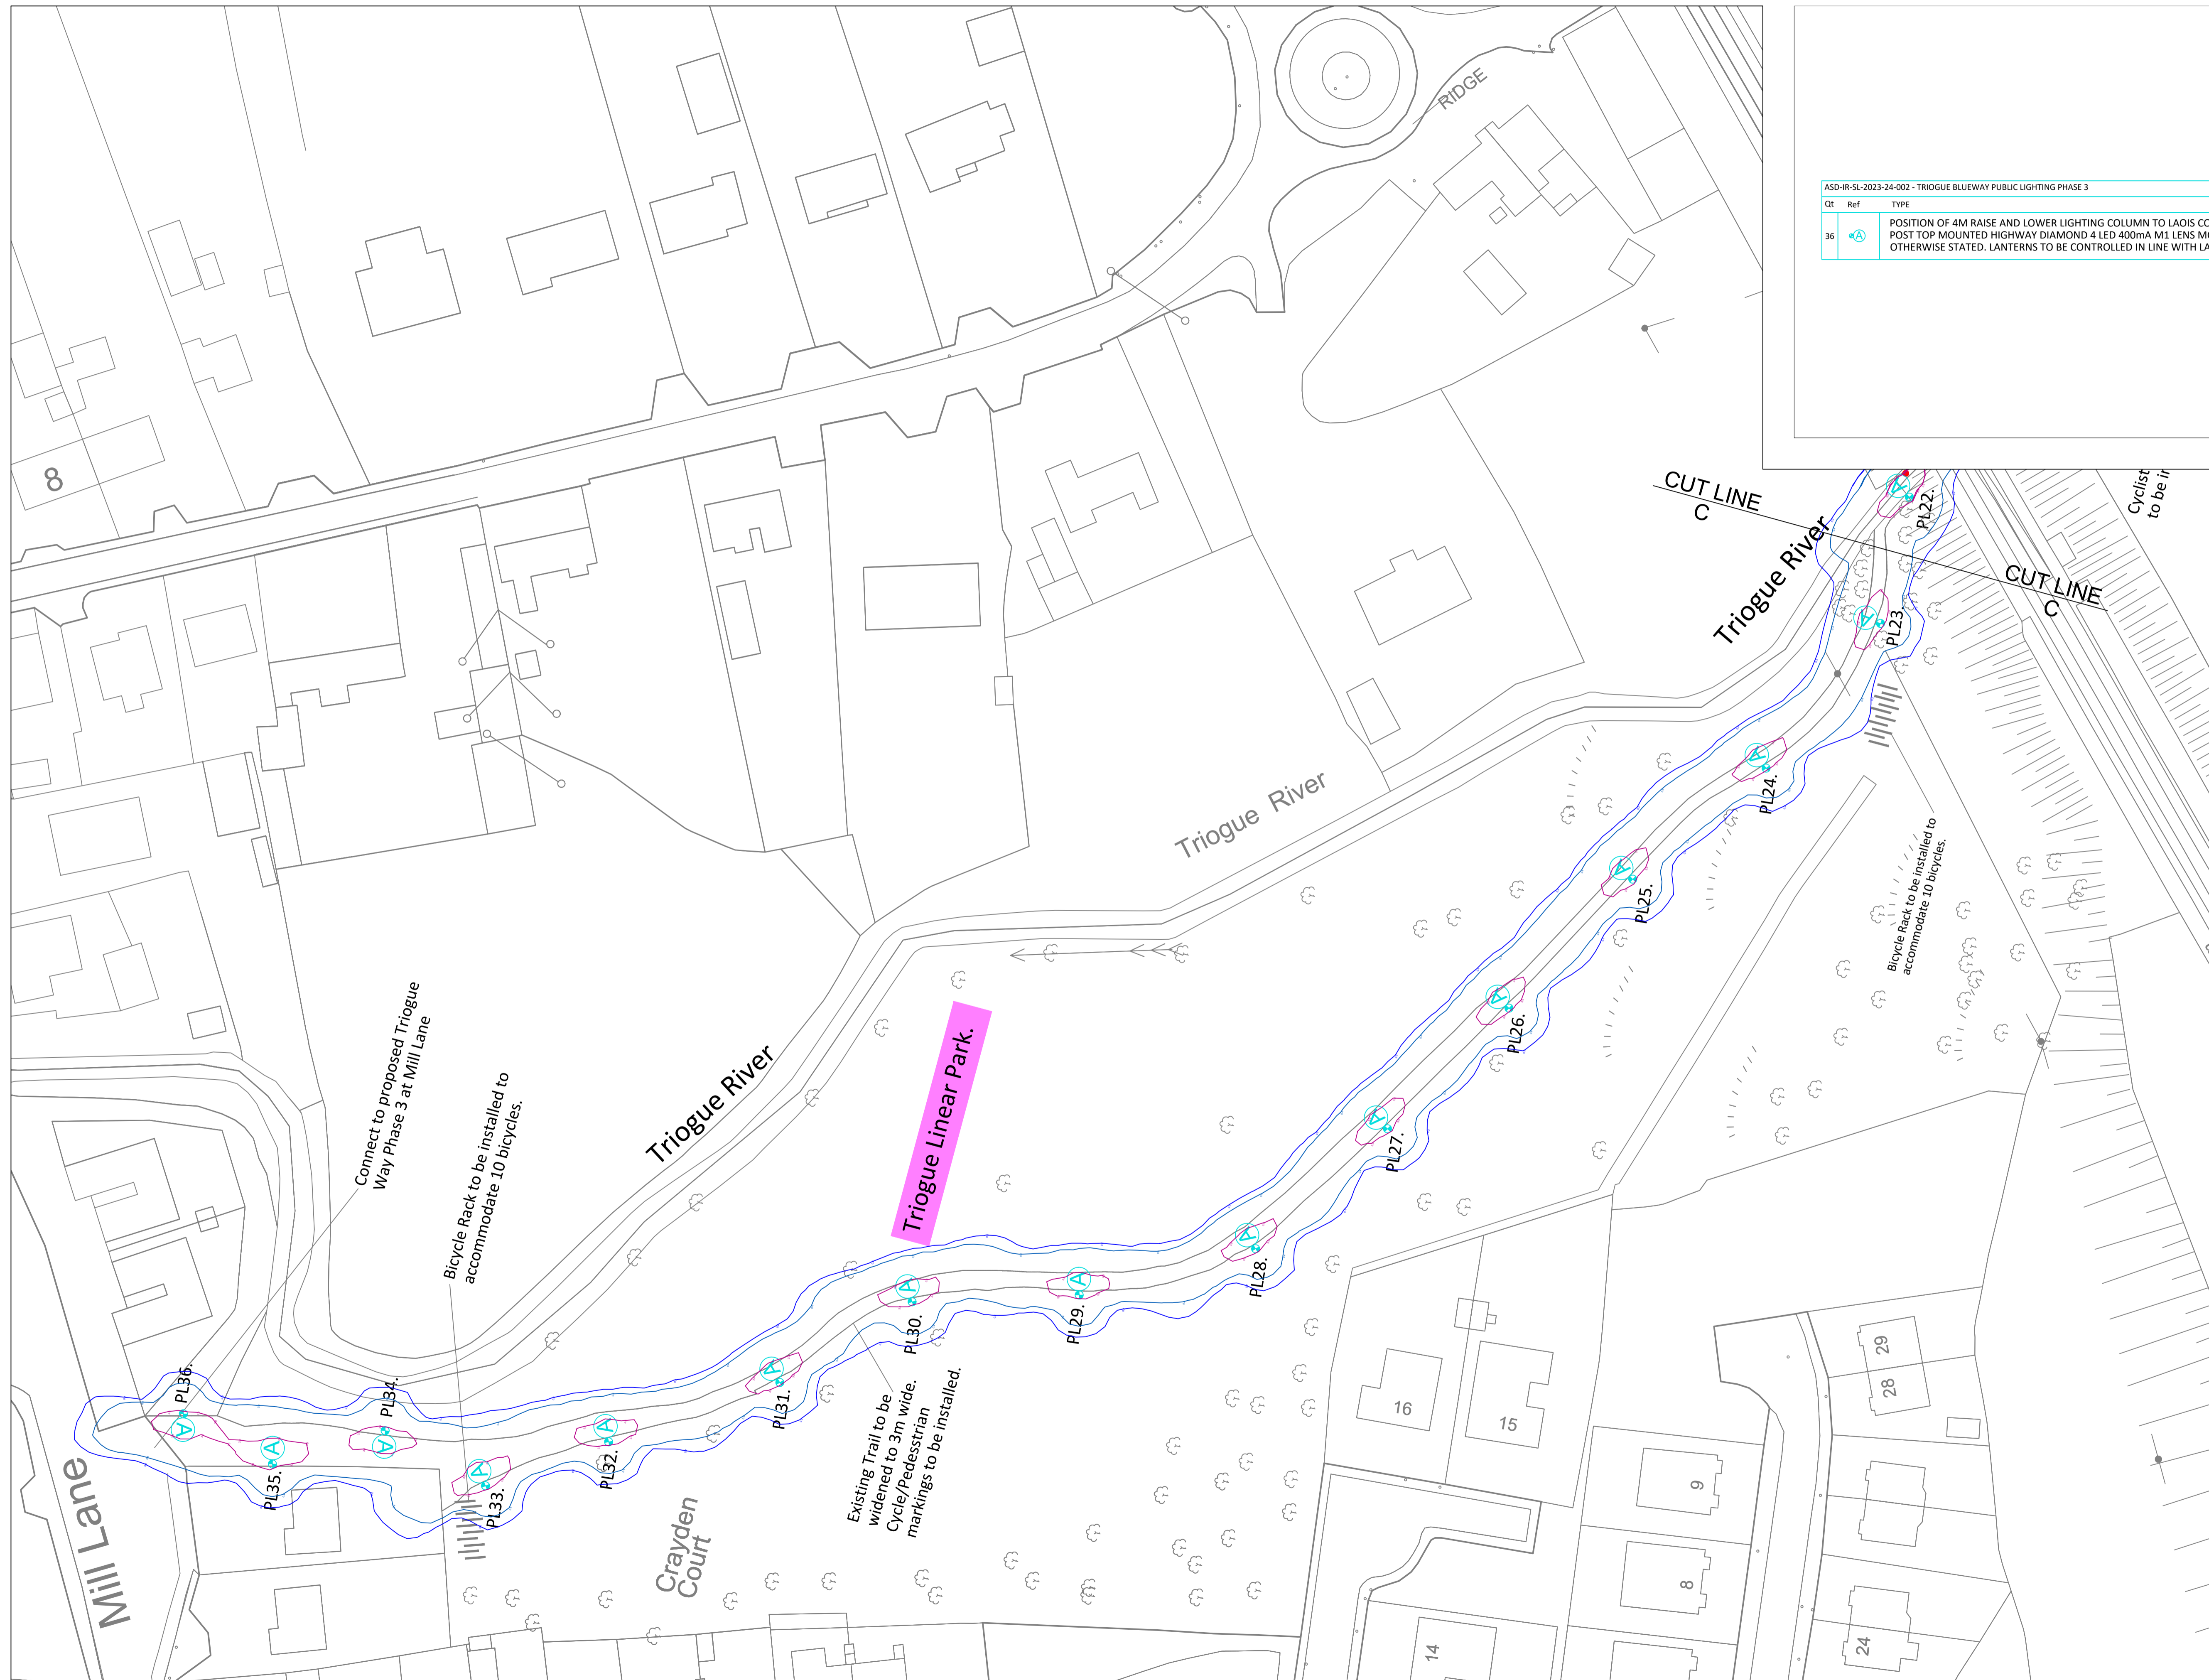 RIDGE
8
ASD-IR-SL-2023-24-002 - TRIOGUE BLUEWAY PUBLIC LIGHTING PHASE 3
Qt Ref TYPE
36 A POSITION OF 4M RAISE AND LOWER LIGHTING COLUMN TO LAOIS
POST TOP MOUNTED HIGHWAY DIAMOND 4 LED 400mA M1 LENS
OTHERWISE STATED. LANTERNS TO BE CONTROLLED IN LINE WITH
Cyclist
to be
CUT LINE
C
CUT LINE
C
Triogue River
A
PL22.
A
PL23.
A
PL24.
A
PL25.
A
PL26.
A
PL27.
A
PL28.
A
PL29.
A
PL30.
A
PL31.
A
PL32.
A
PL33.
A
PL34.
A
PL35.
A
PL36.
Triogue River
Bicycle Rack to be installed to
accommodate 10 bicycles.
Triogue Linear Park.
Triogue River
Connect to proposed Triogue
Way Phase 3 at Mill Lane
Bicycle Rack to be installed to
accommodate 10 bicycles.
Existing Trail to be
widened to 3m wide.
Cycle/Pedesstrian
markings to be installed.
Mill Lane
Crayden
Court
16
15
9
8
14
29
28
24